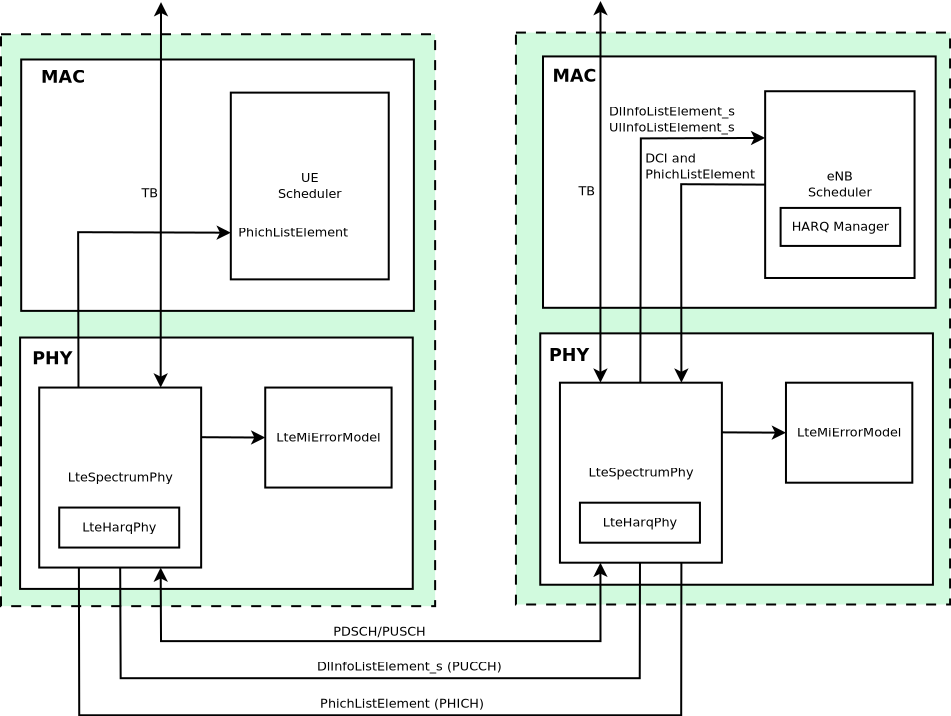 MAC
UE
Scheduler
TB
PhichListElement
PHY
LteMiErrorModel
LteSpectrumPhy
LteHarqPhy
MAC
DlInfoListElement_s
UlInfoListElement_s
DCI and
PhichListElement
eNB
Scheduler
TB
HARQ Manager
PHY
LteMiErrorModel
LteSpectrumPhy
LteHarqPhy
PDSCH/PUSCH
DlInfoListElement_s (PUCCH)
PhichListElement (PHICH)